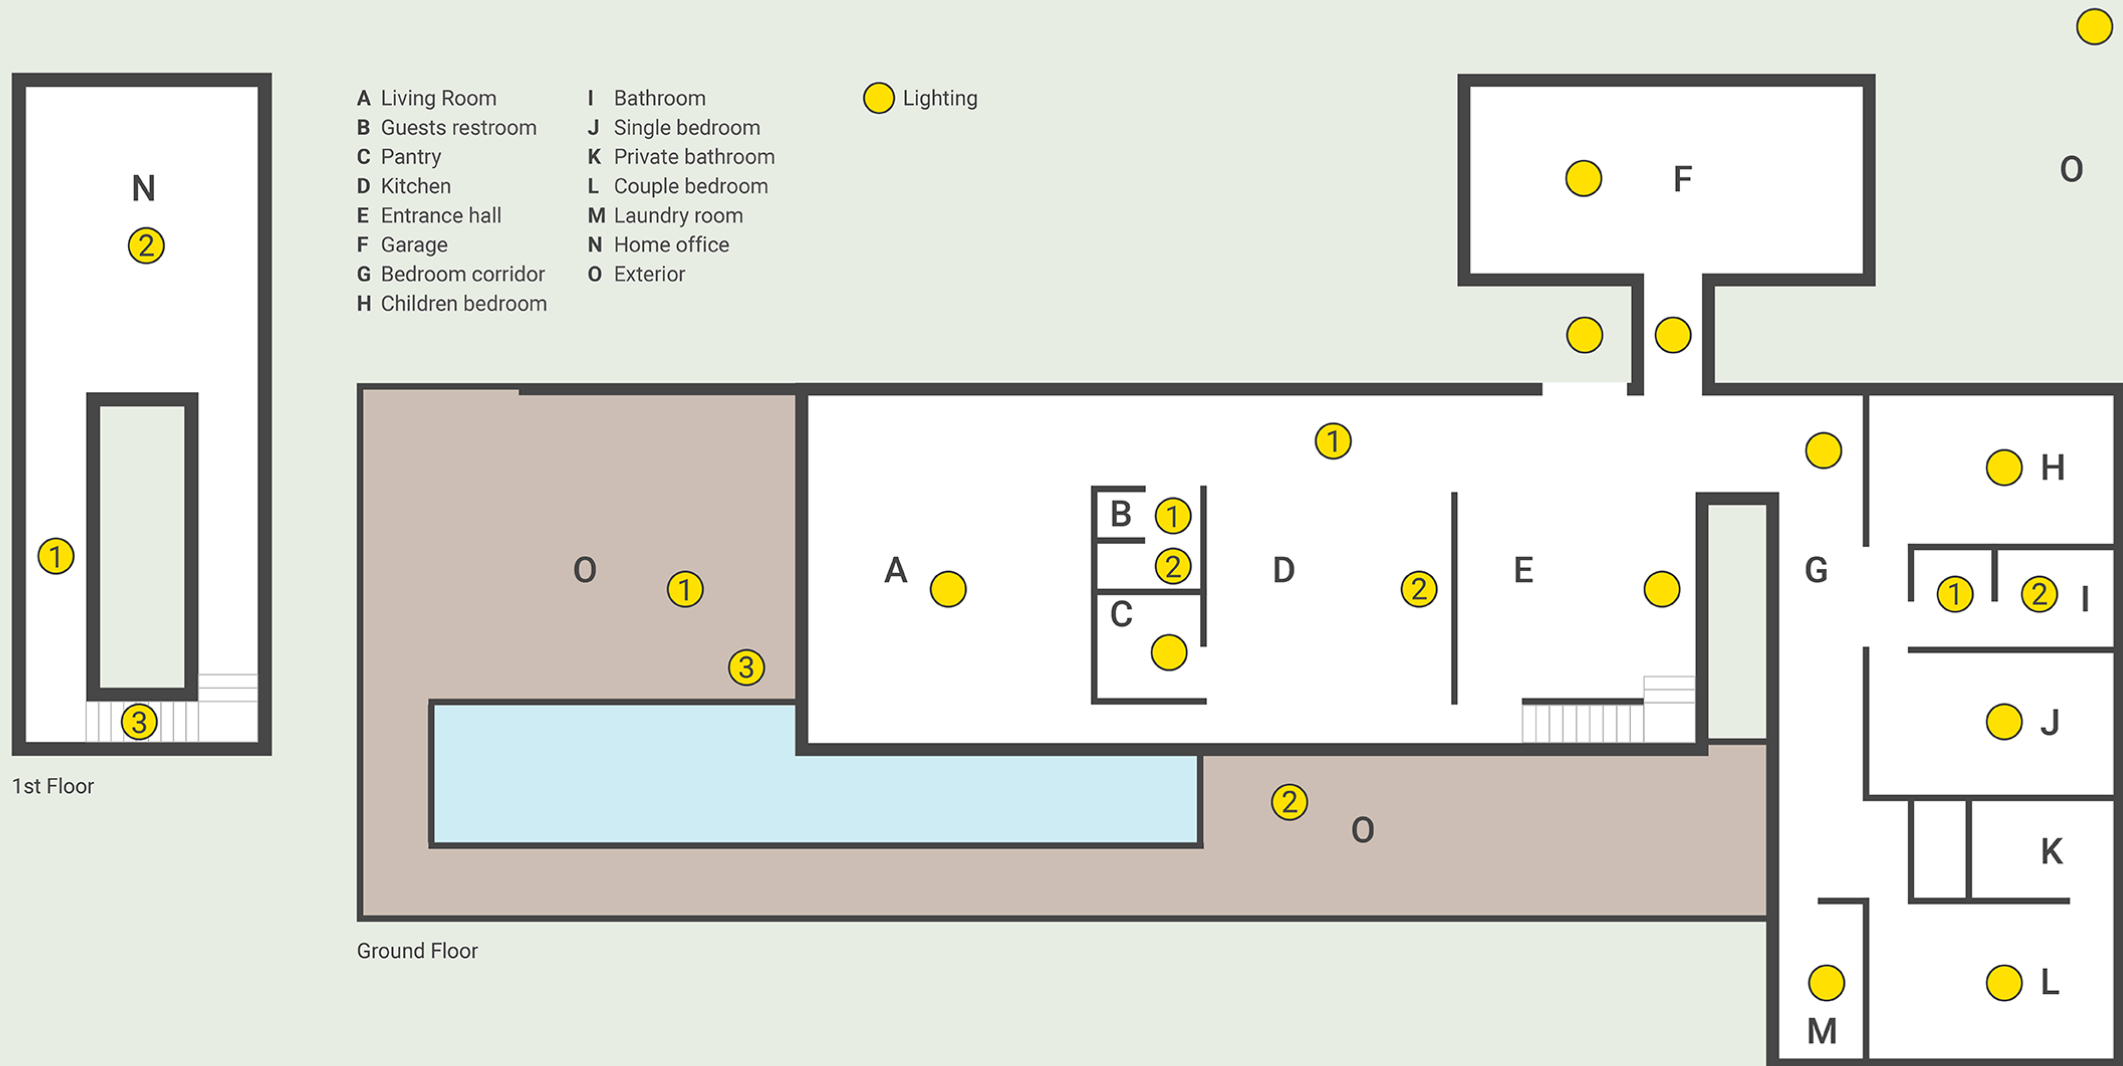 A Living Room
B Guests restroom
C Pantry
D Kitchen
E Entrance hall
F Garage
G Bedroom corridor
H Children bedroom
I Bathroom
J Single bedroom
K Private bathroom
L Couple bedroom
M Laundry room
N Home office
O Exterior
Lighting
N
2
1
3
1st Floor
F
O
1
H
B 1
2
O 1
A
D 2
E
G
1 2 I
C
3
J
2
O
K
Ground Floor
L
M